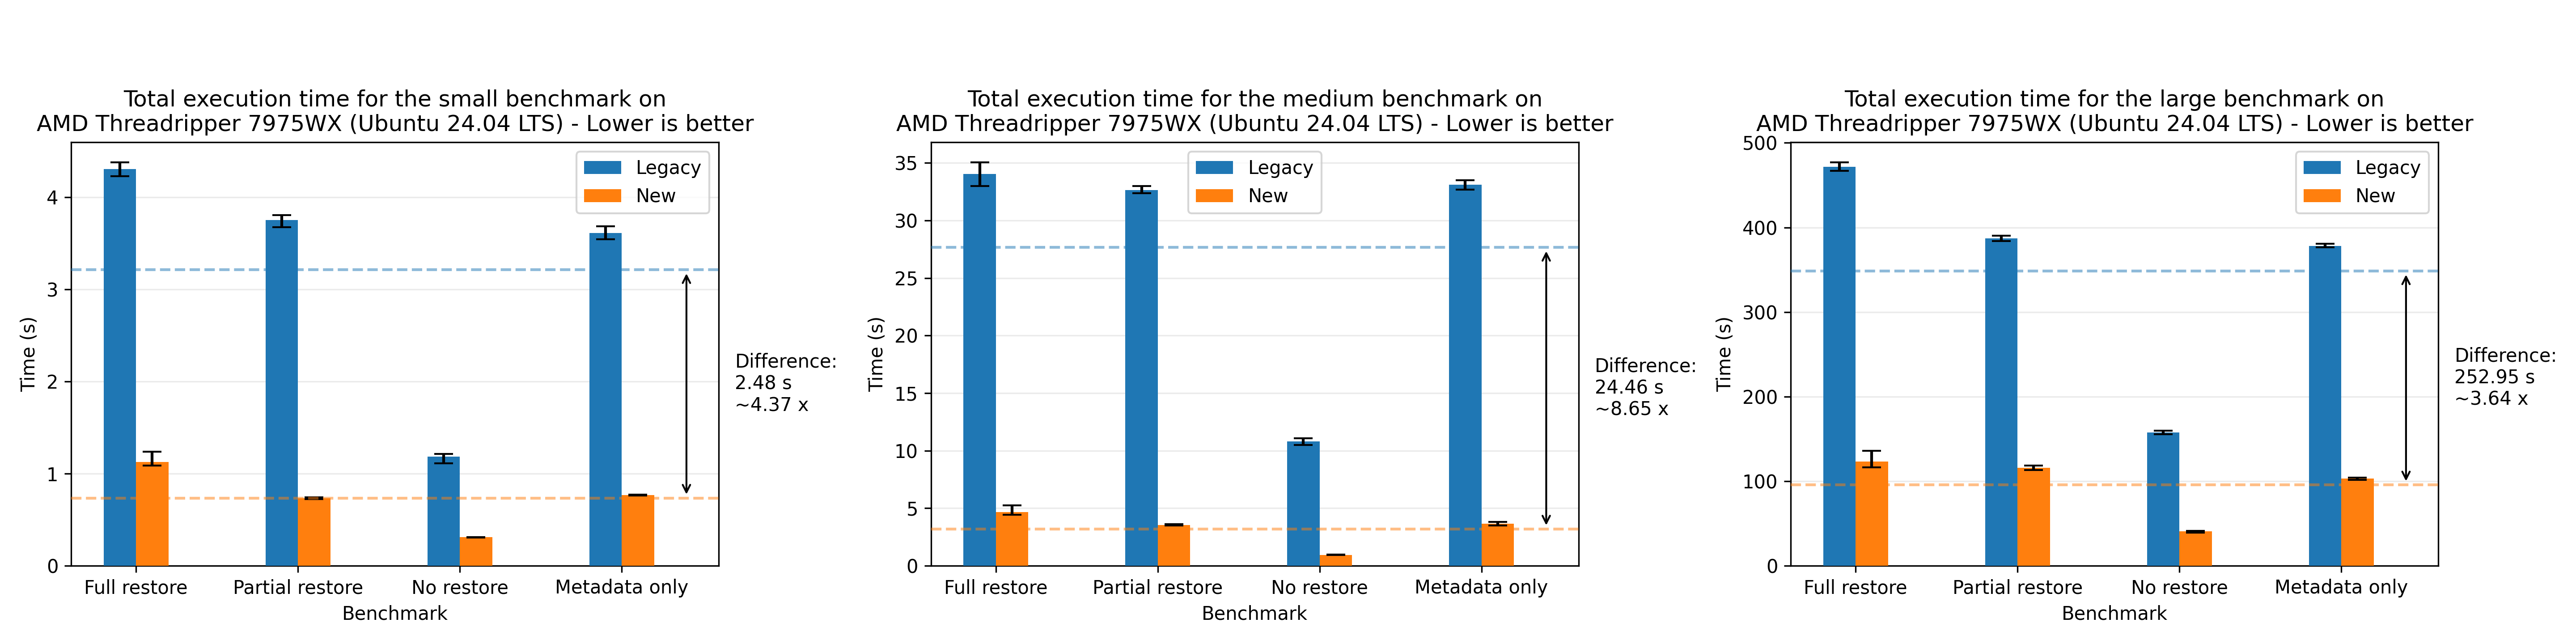 Total execution time for the small benchmark on
AMD Threadripper 7975WX (Ubuntu 24.04 LTS) - Lower is better
Legacy
New
4
3
2
1
0
Time (s)
Difference:
2.48 s
~4.37 x
Full restore
Partial restore
No restore
Metadata only
Benchmark
Total execution time for the medium benchmark on
AMD Threadripper 7975WX (Ubuntu 24.04 LTS) - Lower is better
Legacy
New
35
30
25
20
15
10
5
0
Time (s)
Difference:
24.46 s
~8.65 x
Full restore
Partial restore
No restore
Metadata only
Benchmark
Total execution time for the large benchmark on
AMD Threadripper 7975WX (Ubuntu 24.04 LTS) - Lower is better
Legacy
New
500
400
300
200
100
0
Time (s)
Difference:
252.95 s
~3.64 x
Full restore
Partial restore
No restore
Metadata only
Benchmark